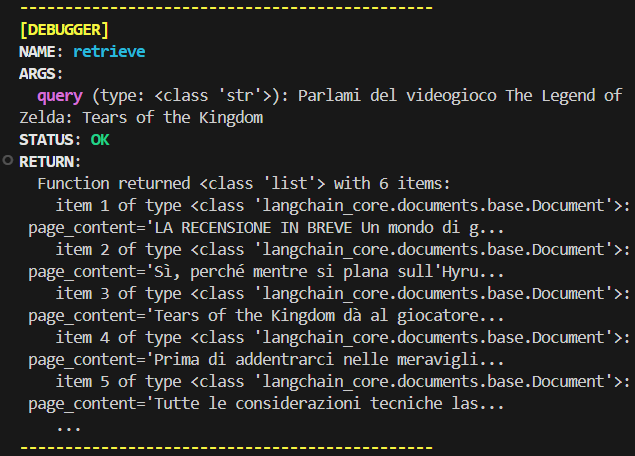 ----------------------------------------------
[DEBUGGER]
NAME: retrieve
ARGS:
query (type: <class 'str'>): Parlami del videogioco The Legend of
Zelda: Tears of the Kingdom
STATUS: OK
RETURN:
Function returned <class 'list'> with 6 items:
item 1 of type <class 'langchain_core.documents.base.Document'>:
page_content='LA RECENSIONE IN BREVE Un mondo di g...
item 2 of type <class 'langchain_core.documents.base.Document'>:
page_content='Sì, perché mentre si plana sull'Hyru...
item 3 of type <class 'langchain_core.documents.base.Document'>:
page_content='Tears of the Kingdom dà al giocatore...
item 4 of type <class 'langchain_core.documents.base.Document'>:
page_content='Prima di addentrarci nelle meravigli...
item 5 of type <class 'langchain_core.documents.base.Document'>:
page_content='Tutte le considerazioni tecniche las...
...
----------------------------------------------